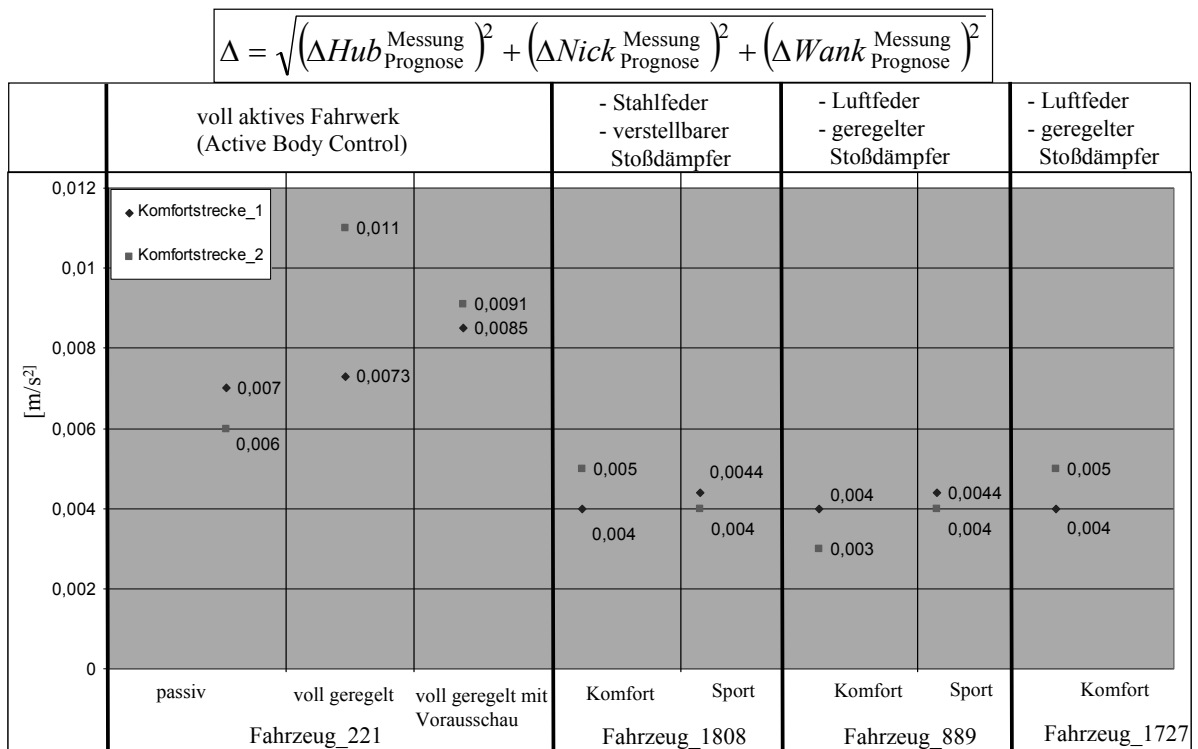 Δ = √((ΔHub Messung Prognose)² + (ΔNick Messung Prognose)² + (ΔWank Messung Prognose)²)
voll aktives Fahrwerk
(Active Body Control)
- Stahlfeder
- verstellbarer
Stoßdämpfer
- Luftfeder
- geregelter
Stoßdämpfer
- Luftfeder
- geregelter
Stoßdämpfer
[m/s²]
0,012
0,01
0,008
0,006
0,004
0,002
0
Komfortstrecke_1
Komfortstrecke_2
0,007
0,006
0,011
0,0073
0,0091
0,0085
0,005
0,004
0,0044
0,004
0,004
0,003
0,0044
0,004
0,005
0,004
passiv
voll geregelt
voll geregelt mit
Vorausschau
Komfort
Sport
Komfort
Sport
Komfort
Fahrzeug_221
Fahrzeug_1808
Fahrzeug_889
Fahrzeug_1727